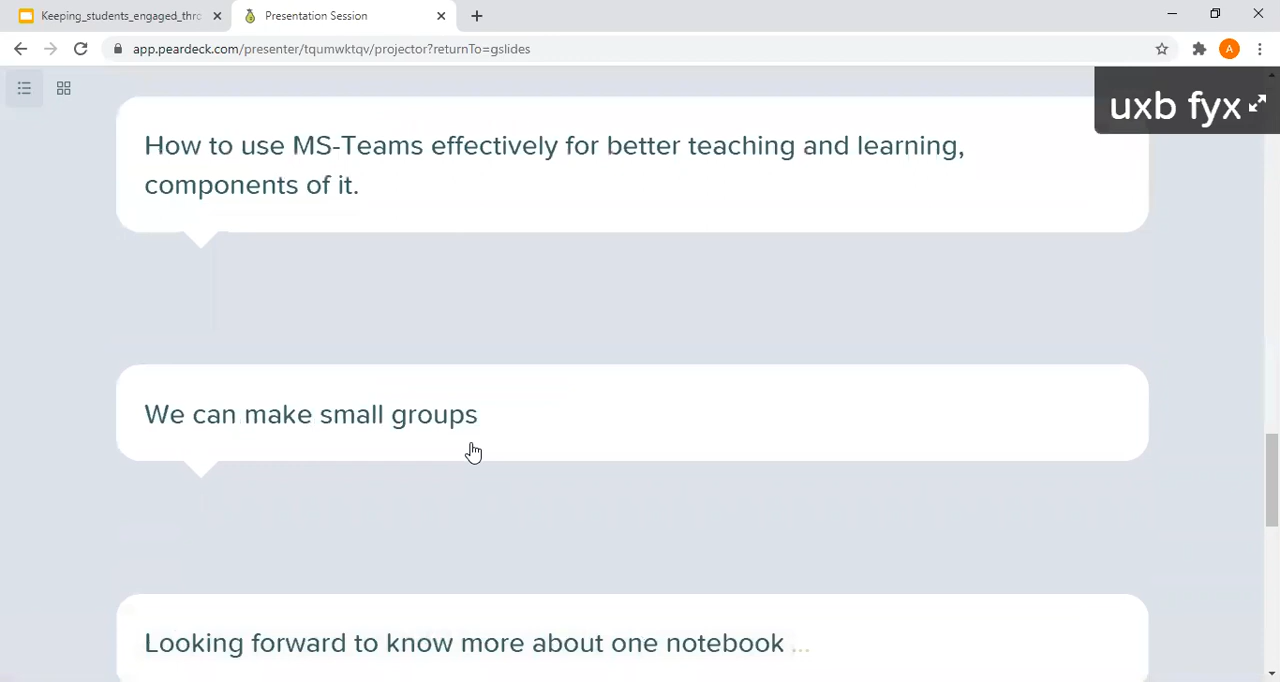 Keeping_students_engaged_thro
Presentation Session
app.peardeck.com/presenter/tqumwktqv/projector?returnTo=gslides
A
uxb fyx
How to use MS-Teams effectively for better teaching and learning,
components of it.
We can make small groups
Looking forward to know more about one notebook ...